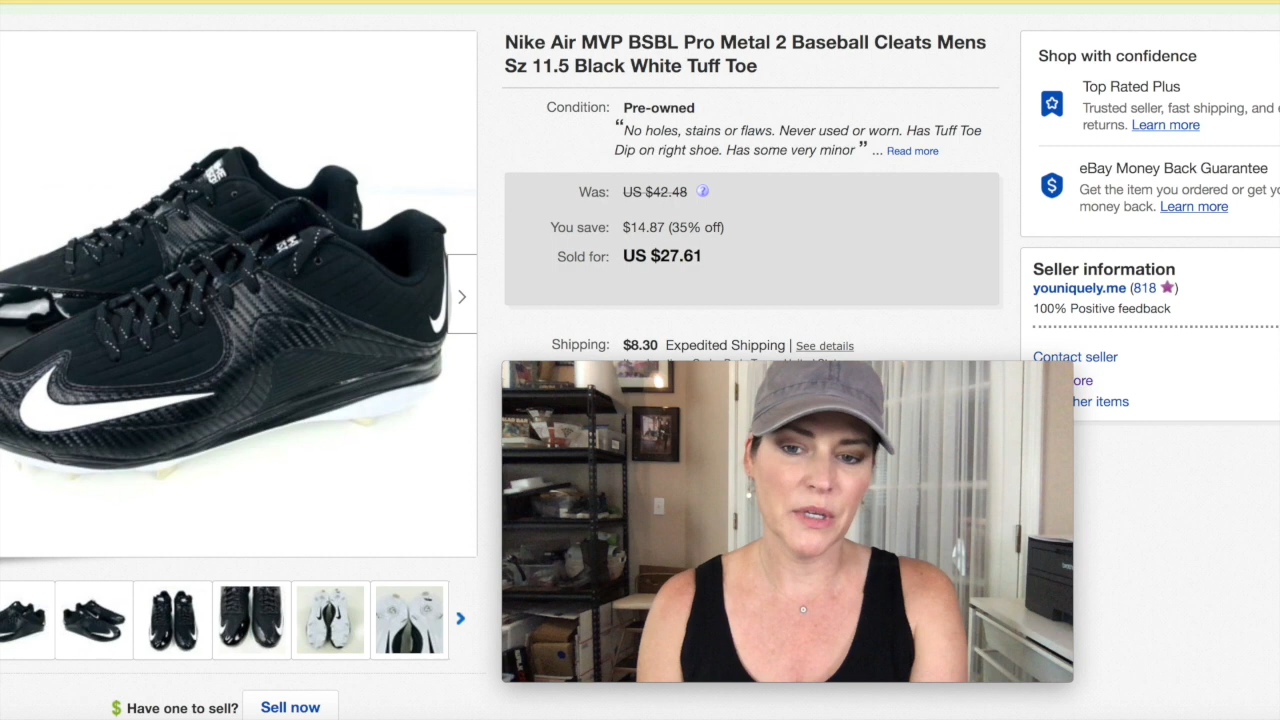 Nike Air MVP BSBL Pro Metal 2 Baseball Cleats Mens
Sz 11.5 Black White Tuff Toe
Condition: Pre-owned
“No holes, stains or flaws. Never used or worn. Has Tuff Toe
Dip on right shoe. Has some very minor ” ... Read more
Was: US $42.48
You save: $14.87 (35% off)
Sold for: US $27.61
Shipping: $8.30 Expedited Shipping | See details
Shop with confidence
Top Rated Plus
Trusted seller, fast shipping, and
returns. Learn more
eBay Money Back Guarantee
Get the item you ordered or get
money back. Learn more
Seller information
youniquely.me (818 )
100% Positive feedback
Contact seller
ore
her items
$ Have one to sell? Sell now